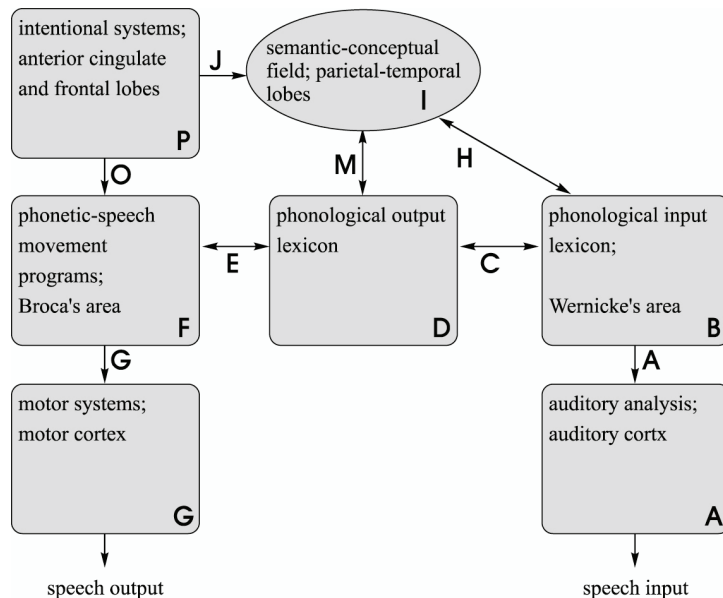 intentional systems;
anterior cingulate
and frontal lobes
P
J
semantic-conceptual
field; parietal-temporal
lobes
I
O
M
H
phonetic-speech
movement
programs;
Broca's area
F
E
phonological output
lexicon
D
C
phonological input
lexicon;
Wernicke's area
B
G
A
motor systems;
motor cortex
G
auditory analysis;
auditory cortx
A
speech output
speech input